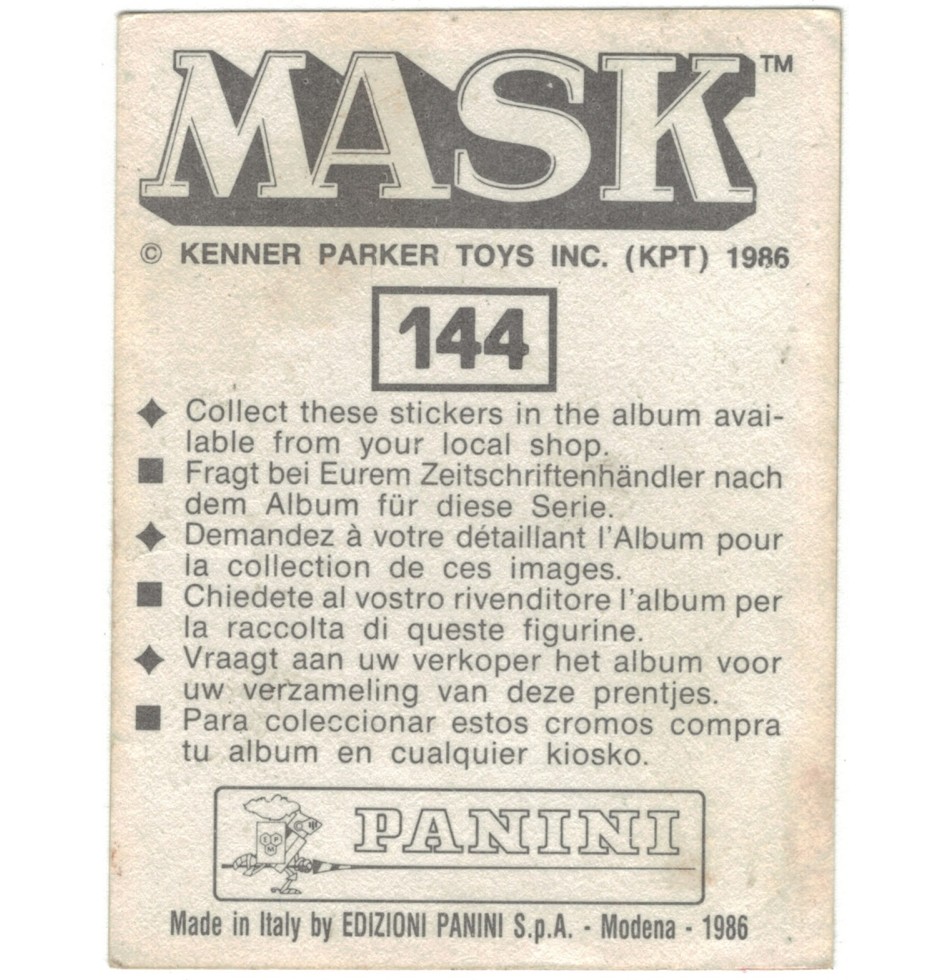 MASK™
© KENNER PARKER TOYS INC. (KPT) 1986
144
Collect these stickers in the album avai-
lable from your local shop.
Fragt bei Eurem Zeitschriftenhändler nach
dem Album für diese Serie.
Demandez à votre détaillant l'Album pour
la collection de ces images.
Chiedete al vostro rivenditore l'album per
la raccolta di queste figurine.
Vraagt aan uw verkoper het album voor
uw verzameling van deze prentjes.
Para coleccionar estos cromos compra
tu album en cualquier kiosko.
PANINI
Made in Italy by EDIZIONI PANINI S.p.A. - Modena - 1986